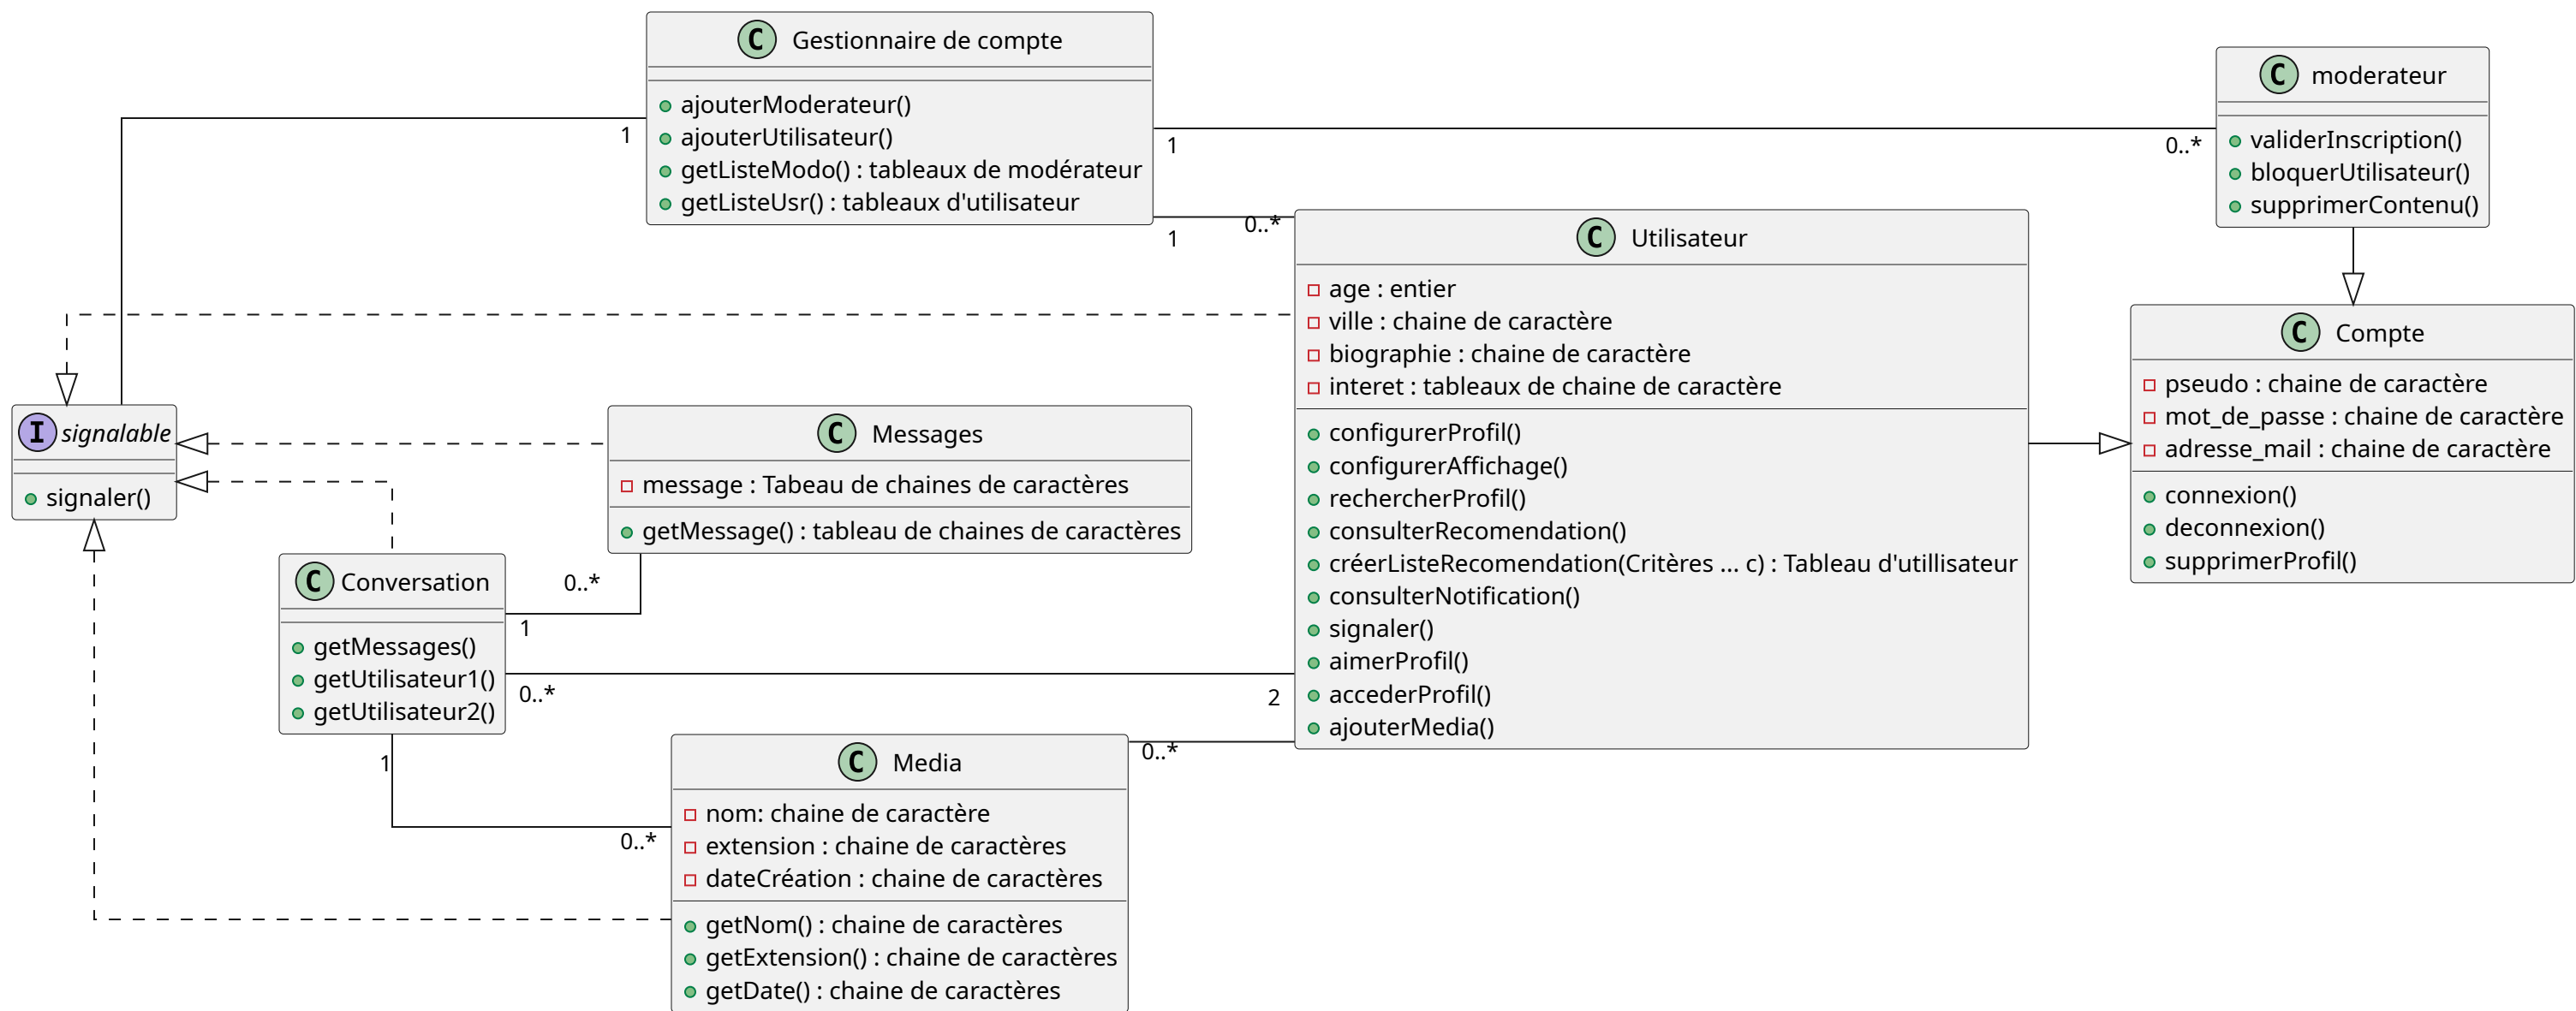 Gestionnaire de compte
ajouterModerateur()
ajouterUtilisateur()
getListeModo() : tableaux de modérateur
getListeUsr() : tableaux d'utilisateur
1
1
0..*
1
0..*
C moderateur
validerInscription()
bloquerUtilisateur()
supprimerContenu()
C Utilisateur
age : entier
ville : chaine de caractère
biographie : chaine de caractère
interet : tableaux de chaine de caractère
configurerProfil()
configurerAffichage()
rechercherProfil()
consulterRecomendation()
créerListeRecomendation(Critères ... c) : Tableau d'utillisateur
consulterNotification()
signaler()
aimerProfil()
accederProfil()
ajouterMedia()
C Compte
pseudo : chaine de caractère
mot_de_passe : chaine de caractère
adresse_mail : chaine de caractère
connexion()
deconnexion()
supprimerProfil()
I signalable
signaler()
C Messages
message : Tabeau de chaines de caractères
getMessage() : tableau de chaines de caractères
C Conversation
getMessages()
getUtilisateur1()
getUtilisateur2()
0..*
1
0..*
2
1
0..*
0..*
C Media
nom: chaine de caractère
extension : chaine de caractères
dateCréation : chaine de caractères
getNom() : chaine de caractères
getExtension() : chaine de caractères
getDate() : chaine de caractères